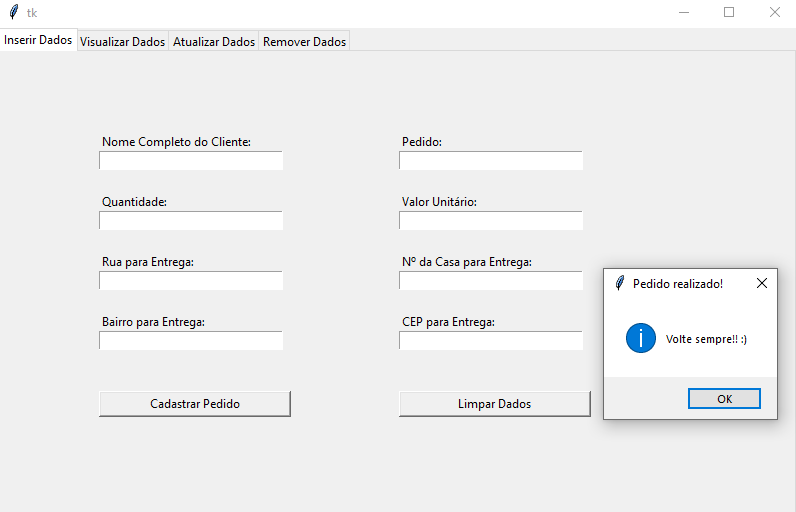 tk
Inserir Dados
Visualizar Dados
Atualizar Dados
Remover Dados
Nome Completo do Cliente:
Pedido:
Quantidade:
Valor Unitário:
Rua para Entrega:
Nº da Casa para Entrega:
Bairro para Entrega:
CEP para Entrega:
Cadastrar Pedido
Limpar Dados
Pedido realizado!
Volte sempre!! :)
OK